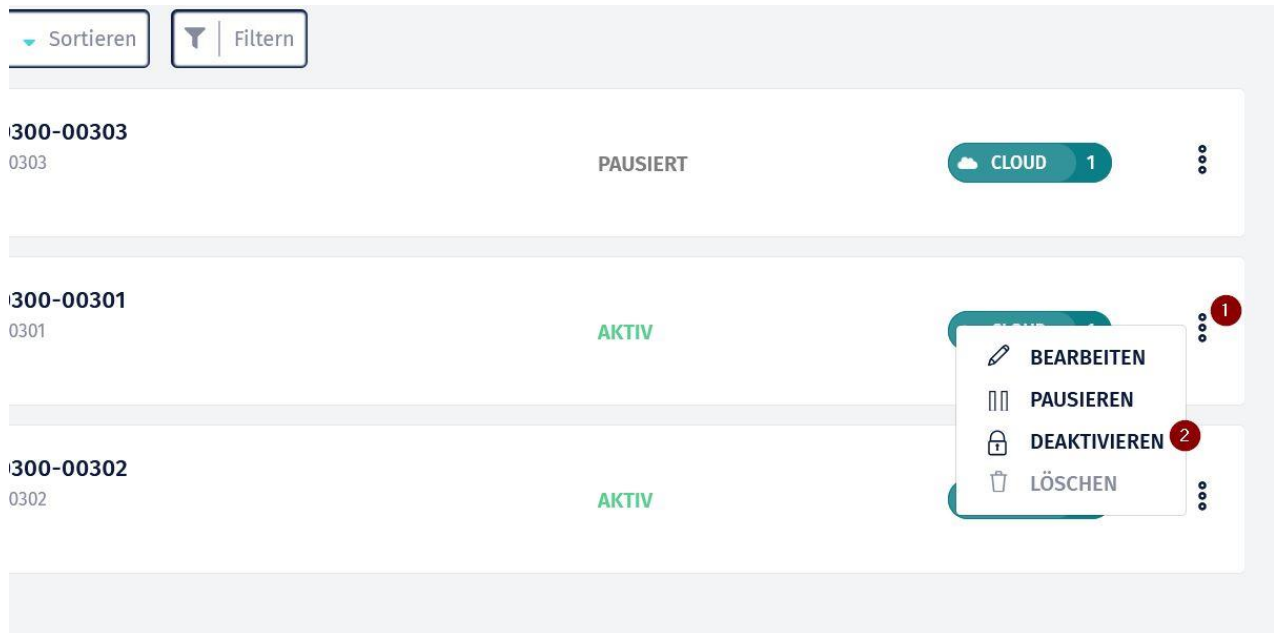 Sortieren Filtern
300-00303
0303
PAUSIERT
CLOUD 1
300-00301
0301
AKTIV
1
BEARBEITEN
PAUSIEREN
DEAKTIVIEREN 2
LÖSCHEN
300-00302
0302
AKTIV